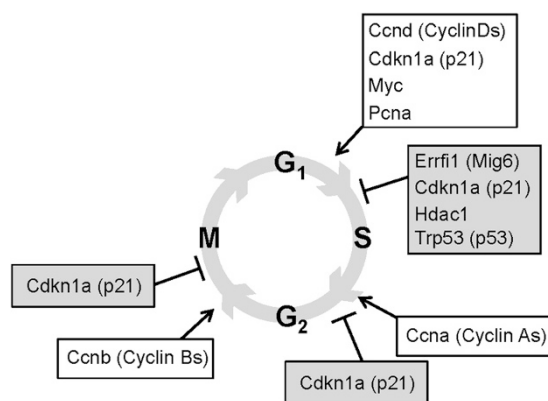 Ccnd (CyclinDs)
Cdkn1a (p21)
Myc
Pcna
G1
Errfi1 (Mig6)
Cdkn1a (p21)
Hdac1
Trp53 (p53)
M
S
Cdkn1a (p21)
G2
Ccnb (Cyclin Bs)
Ccna (Cyclin As)
Cdkn1a (p21)